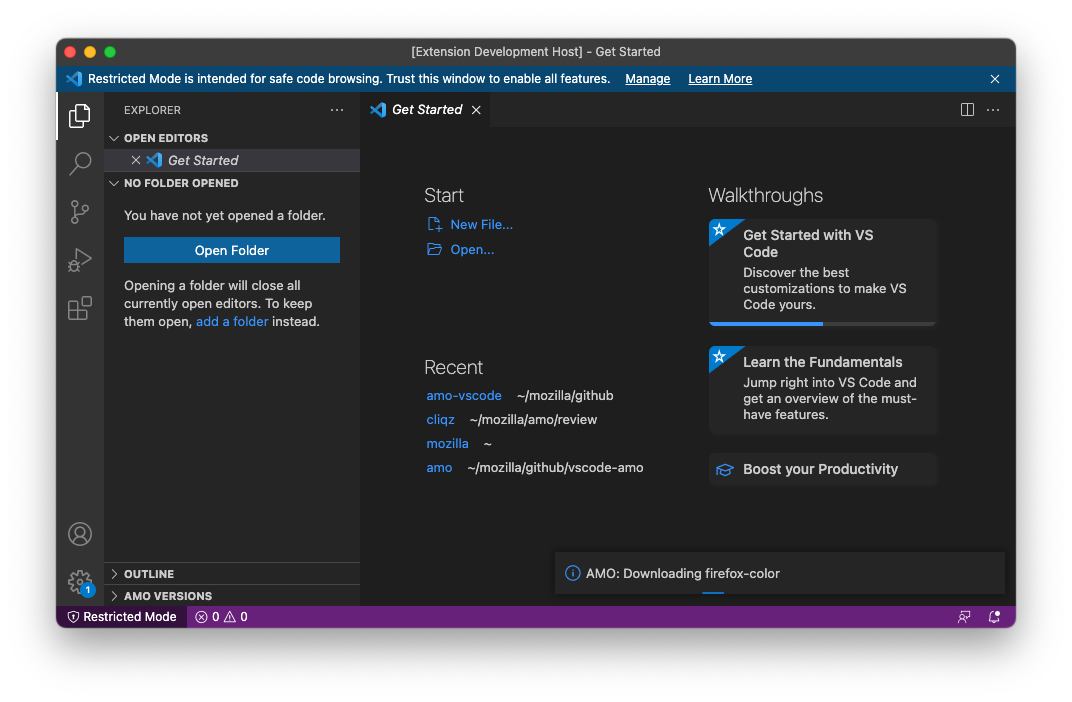 [Extension Development Host] - Get Started
Restricted Mode is intended for safe code browsing. Trust this window to enable all features. Manage Learn More
EXPLORER
Get Started
OPEN EDITORS
Get Started
NO FOLDER OPENED
You have not yet opened a folder.
Open Folder
Opening a folder will close all
currently open editors. To keep
them open, add a folder instead.
OUTLINE
AMO VERSIONS
Start
New File...
Open...
Recent
amo-vscode ~/mozilla/github
cliqz ~/mozilla/amo/review
mozilla ~
amo ~/mozilla/github/vscode-amo
Walkthroughs
Get Started with VS
Code
Discover the best
customizations to make VS
Code yours.
Learn the Fundamentals
Jump right into VS Code and
get an overview of the must-
have features.
Boost your Productivity
AMO: Downloading firefox-color
1
Restricted Mode 0 0